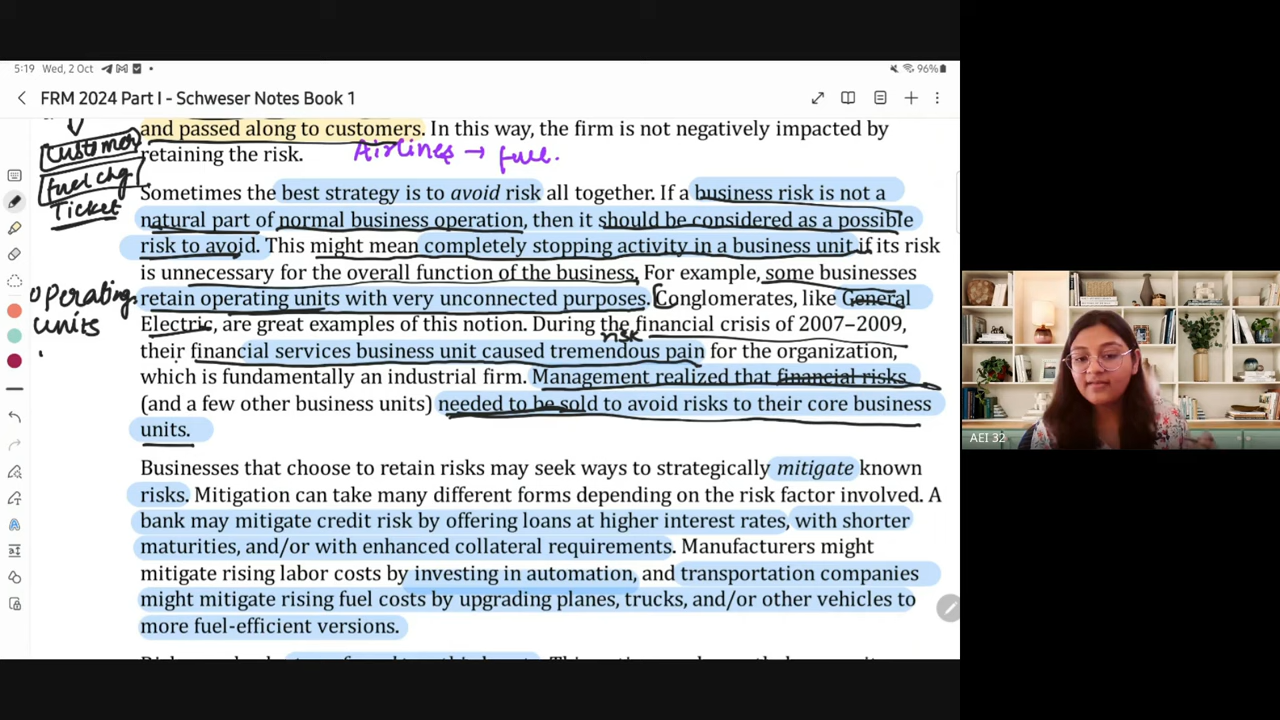 5:19 Wed, 2 Oct
96%
FRM 2024 Part I - Schweser Notes Book 1
and passed along to customers. In this way, the firm is not negatively impacted by
retaining the risk.
Airlines → fuel.
Customer
fuel chg
Ticket
Sometimes the best strategy is to avoid risk all together. If a business risk is not a
natural part of normal business operation, then it should be considered as a possible
risk to avoid. This might mean completely stopping activity in a business unit if its risk
is unnecessary for the overall function of the business. For example, some businesses
retain operating units with very unconnected purposes. Conglomerates, like General
Electric, are great examples of this notion. During the financial crisis of 2007–2009,
risk
their financial services business unit caused tremendous pain for the organization,
which is fundamentally an industrial firm. Management realized that financial risks
(and a few other business units) needed to be sold to avoid risks to their core business
units.
Operating
units
Businesses that choose to retain risks may seek ways to strategically mitigate known
risks. Mitigation can take many different forms depending on the risk factor involved. A
bank may mitigate credit risk by offering loans at higher interest rates, with shorter
maturities, and/or with enhanced collateral requirements. Manufacturers might
mitigate rising labor costs by investing in automation, and transportation companies
might mitigate rising fuel costs by upgrading planes, trucks, and/or other vehicles to
more fuel-efficient versions.
AEI 32